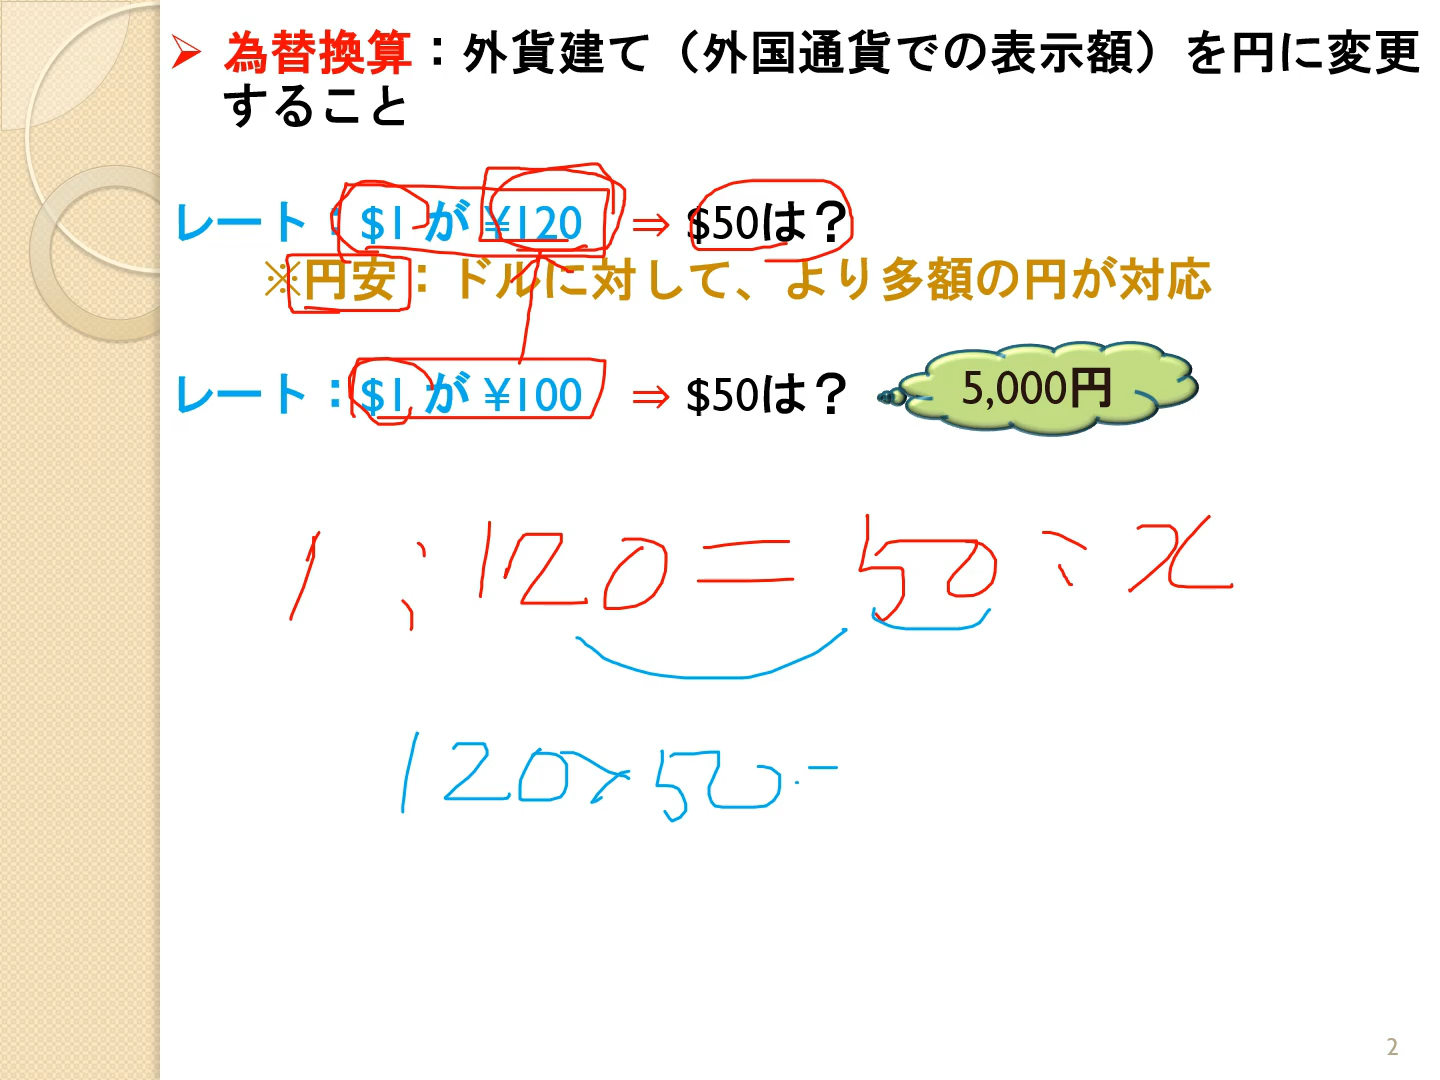 ➢ 為替換算：外貨建て（外国通貨での表示額）を円に変更
すること
レート：$1 が ¥120 ⇒ $50は？
※円安：ドルに対して、より多額の円が対応
レート：$1 が ¥100 ⇒ $50は？ 5,000円
1 : 120 = 50 : x
120×50=
2